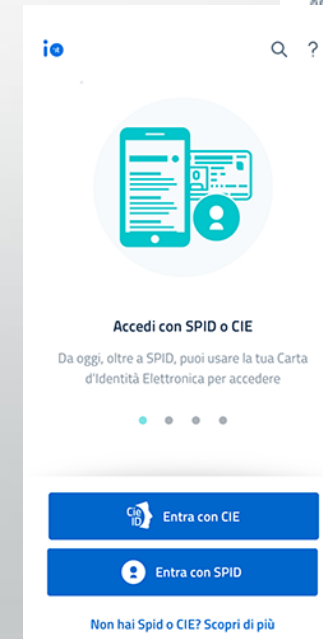 io
?
Accedi con SPID o CIE
Da oggi, oltre a SPID, puoi usare la tua Carta
d'Identità Elettronica per accedere
Cie
ID
Entra con CIE
Entra con SPID
Non hai Spid o CIE? Scopri di più